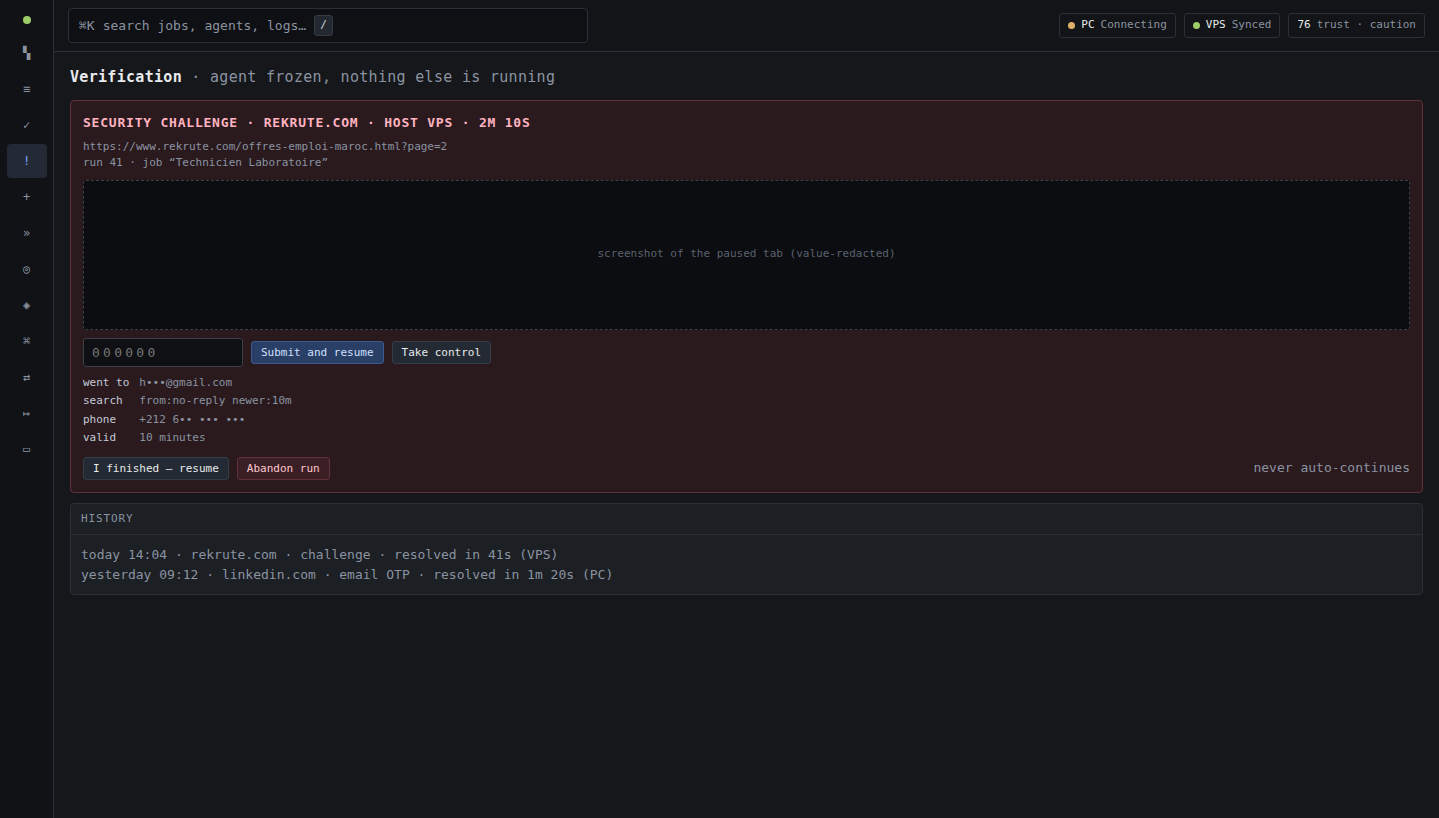 ⌘K search jobs, agents, logs… /
PC Connecting
VPS Synced
76 trust · caution
Verification · agent frozen, nothing else is running
SECURITY CHALLENGE · REKRUTE.COM · HOST VPS · 2M 10S
https://www.rekrute.com/offres-emploi-maroc.html?page=2
run 41 · job “Technicien Laboratoire”
screenshot of the paused tab (value-redacted)
000000
Submit and resume
Take control
went to h•••@gmail.com
search from:no-reply newer:10m
phone +212 6•• ••• •••
valid 10 minutes
I finished — resume
Abandon run
never auto-continues
HISTORY
today 14:04 · rekrute.com · challenge · resolved in 41s (VPS)
yesterday 09:12 · linkedin.com · email OTP · resolved in 1m 20s (PC)